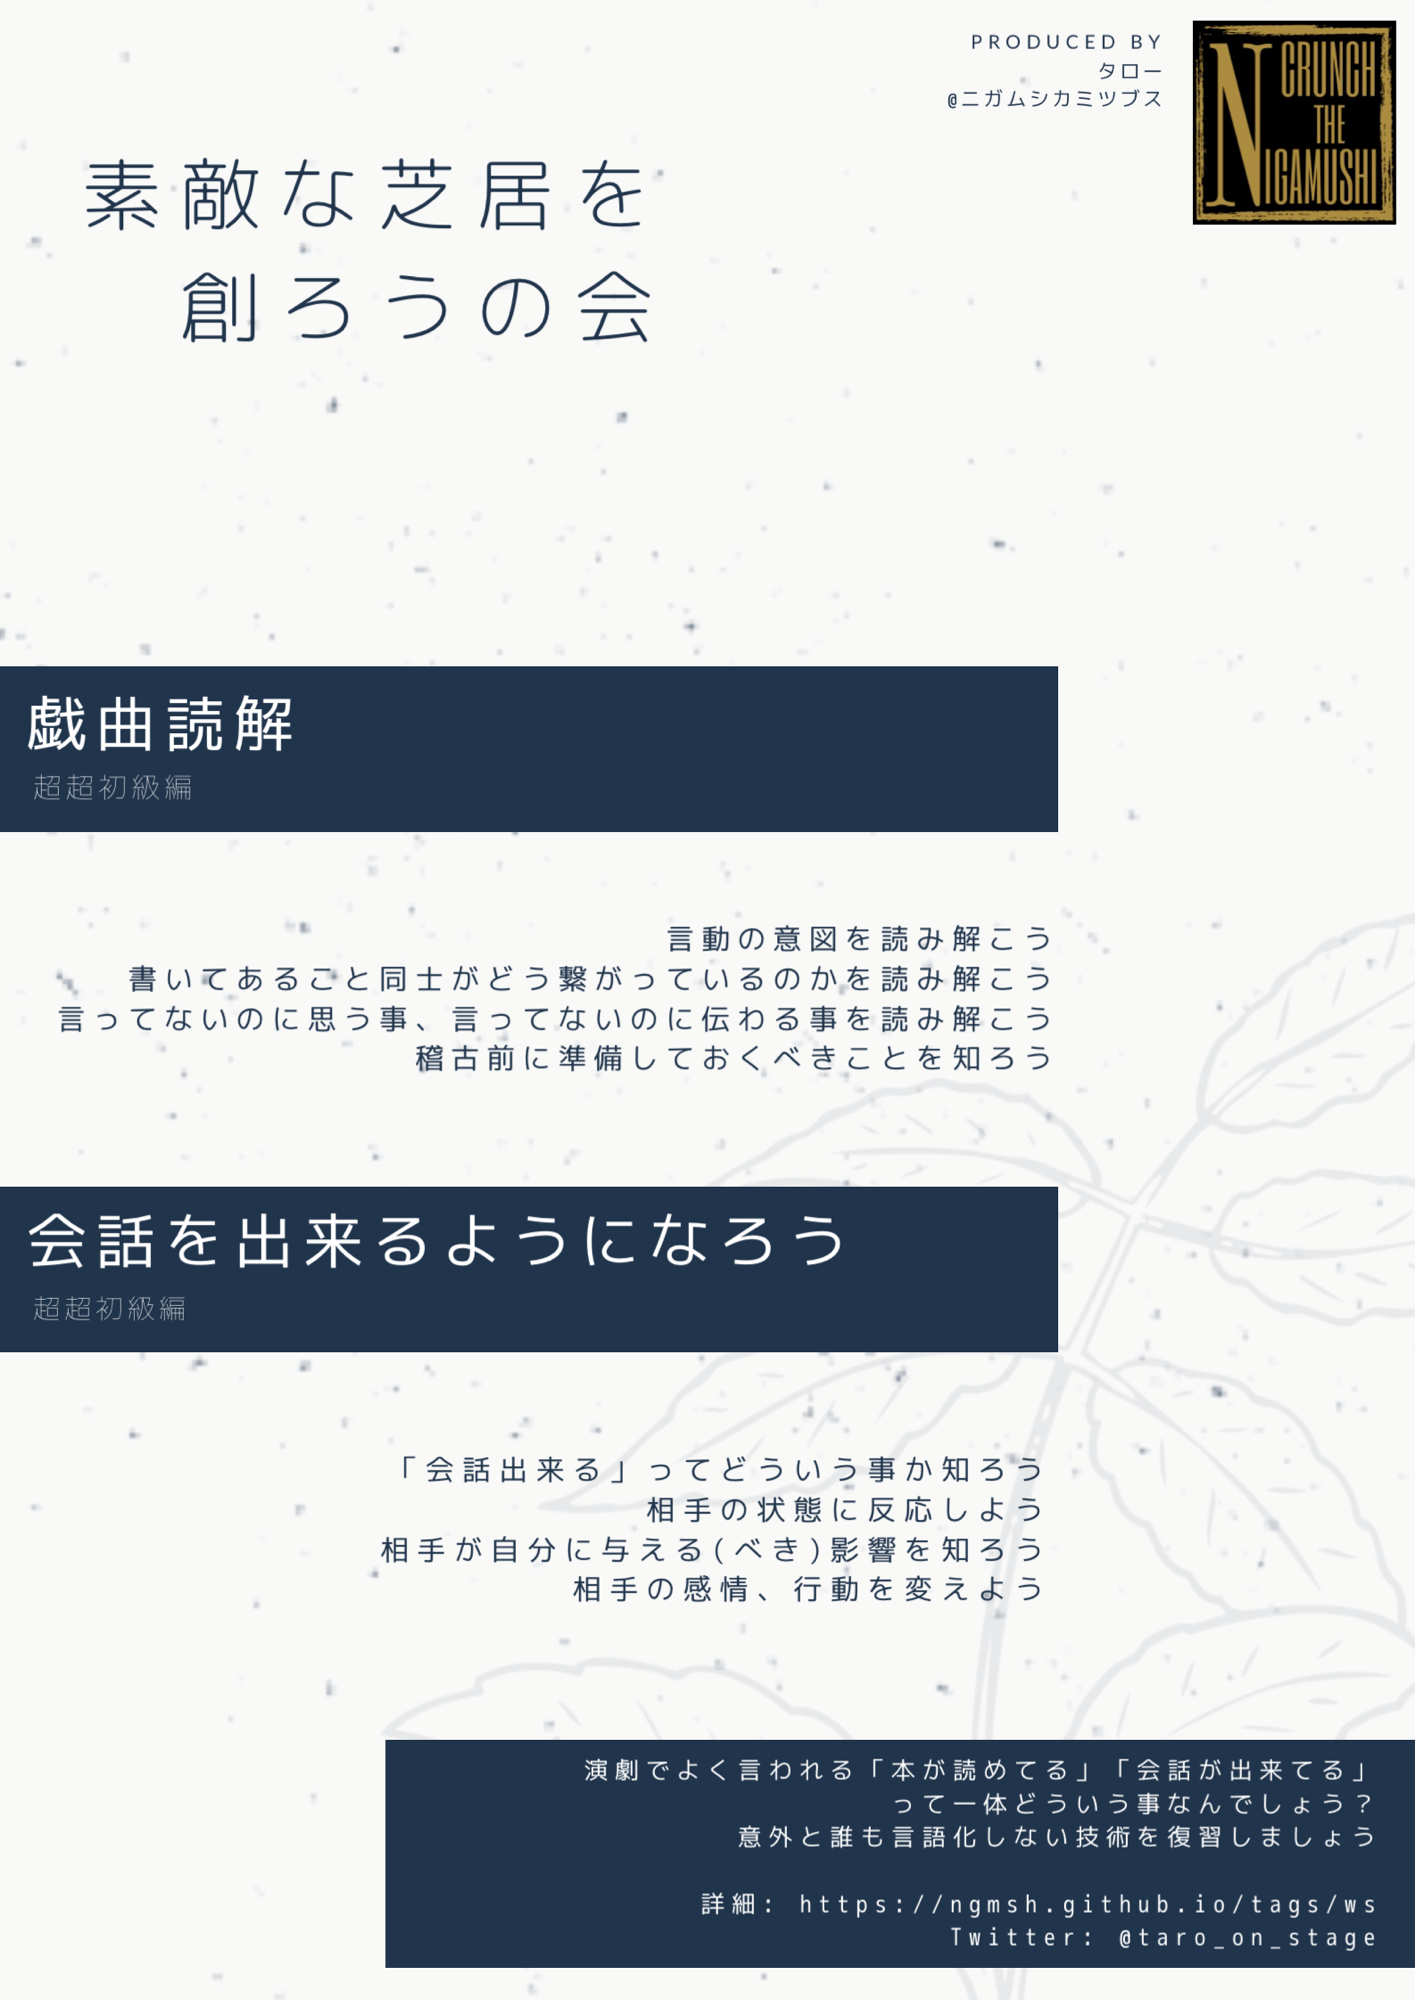 PRODUCED BY
タロー
@ニガムシカミツブス
N CRUNCH
THE
NIGAMUSHI
素敵な芝居を
創ろうの会
戯曲読解
超超初級編
言動の意図を読み解こう
書いてあること同士がどう繋がっているのかを読み解こう
言ってないのに思う事、言ってないのに伝わる事を読み解こう
稽古前に準備しておくべきことを知ろう
会話を出来るようになろう
超超初級編
「会話出来る」ってどういう事か知ろう
相手の状態に反応しよう
相手が自分に与える(べき)影響を知ろう
相手の感情、行動を変えよう
演劇でよく言われる「本が読めてる」「会話が出来てる」
って一体どういう事なんでしょう?
意外と誰も言語化しない技術を復習しましょう
詳細: https://ngmsh.github.io/tags/ws
Twitter: @taro_on_stage